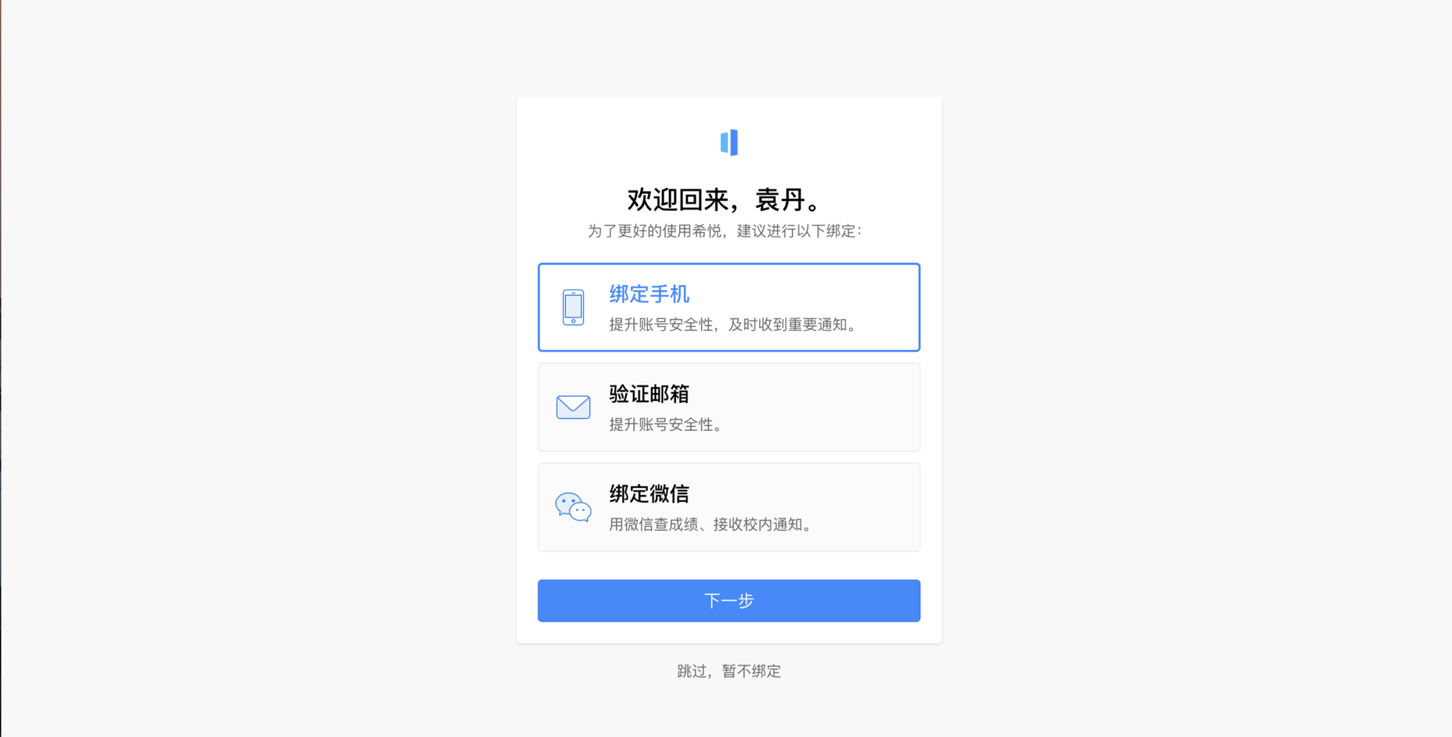 欢迎回来，袁丹。
为了更好的使用希悦，建议进行以下绑定：
绑定手机
提升账号安全性，及时收到重要通知。
验证邮箱
提升账号安全性。
绑定微信
用微信查成绩、接收校内通知。
下一步
跳过，暂不绑定